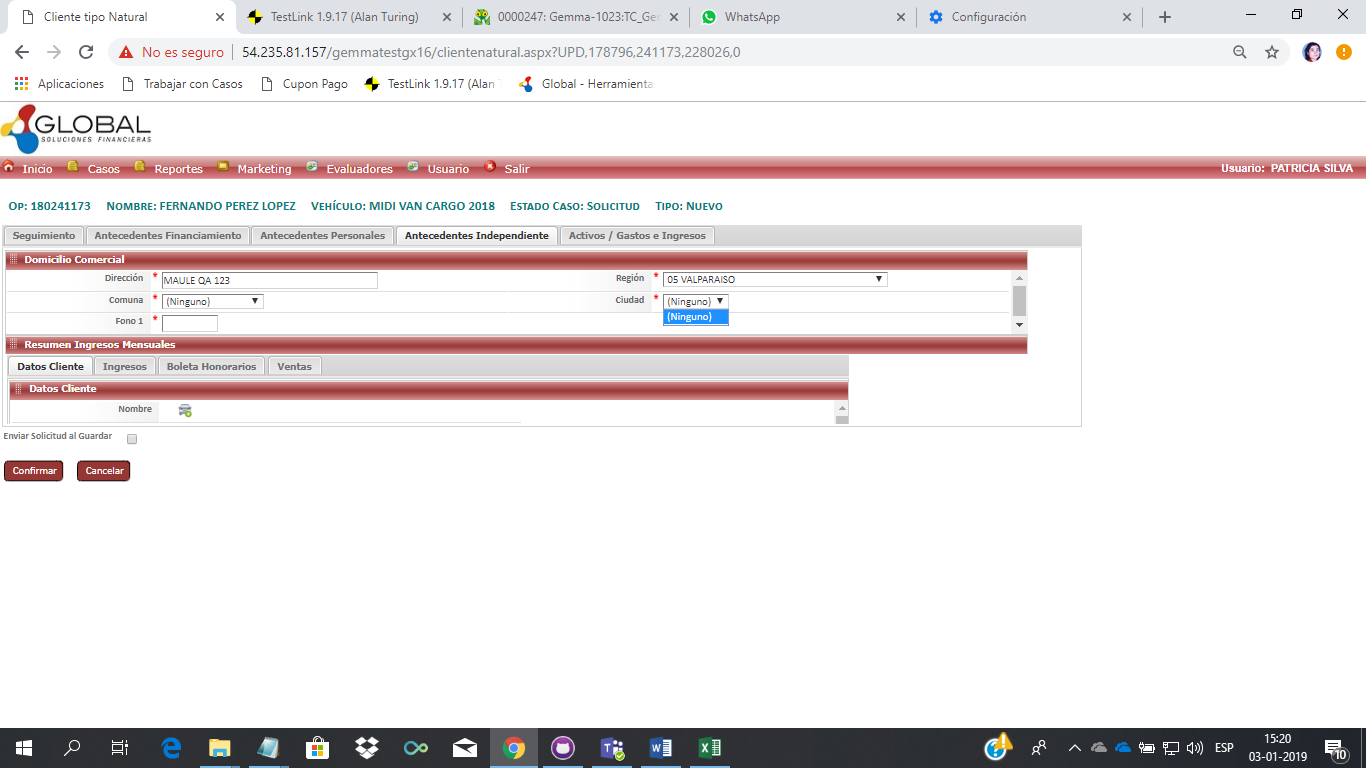 Cliente tipo Natural
TestLink 1.9.17 (Alan Turing)
0000247: Gemma-1023:TC_Ger
WhatsApp
Configuración
No es seguro
54.235.81.157/gemmatestgx16/clientenatural.aspx?UPD,178796,241173,228026,0
Aplicaciones
Trabajar con Casos
Cupon Pago
TestLink 1.9.17 (Alan T
Global - Herramienta
GLOBAL
SOLUCIONES FINANCIERAS
Inicio
Casos
Reportes
Marketing
Evaluadores
Usuario
Salir
Usuario: PATRICIA SILVA
Op: 180241173 Nombre: FERNANDO PEREZ LOPEZ Vehículo: MIDI VAN CARGO 2018 Estado Caso: Solicitud Tipo: Nuevo
Seguimiento
Antecedentes Financiamiento
Antecedentes Personales
Antecedentes Independiente
Activos / Gastos e Ingresos
Domicilio Comercial
Dirección * MAULE QA 123
Región * 05 VALPARAISO
Comuna * (Ninguno)
Ciudad * (Ninguno)
(Ninguno)
Fono 1 *
Resumen Ingresos Mensuales
Datos Cliente
Ingresos
Boleta Honorarios
Ventas
Datos Cliente
Nombre
Enviar Solicitud al Guardar
Confirmar
Cancelar
ESP
15:20
03-01-2019
10